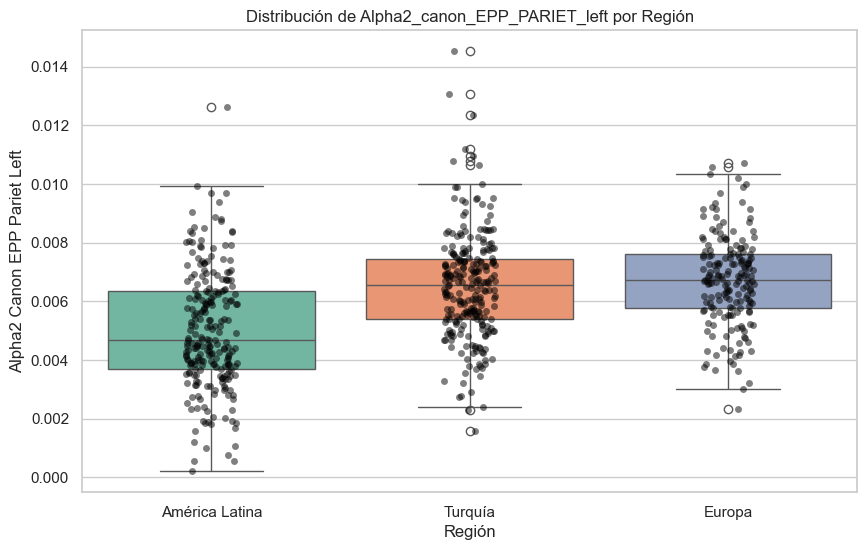 Distribución de Alpha2_canon_EPP_PARIET_left por Región
Alpha2 Canon EPP Pariet Left
0.014
0.012
0.010
0.008
0.006
0.004
0.002
0.000
América Latina
Turquía
Europa
Región